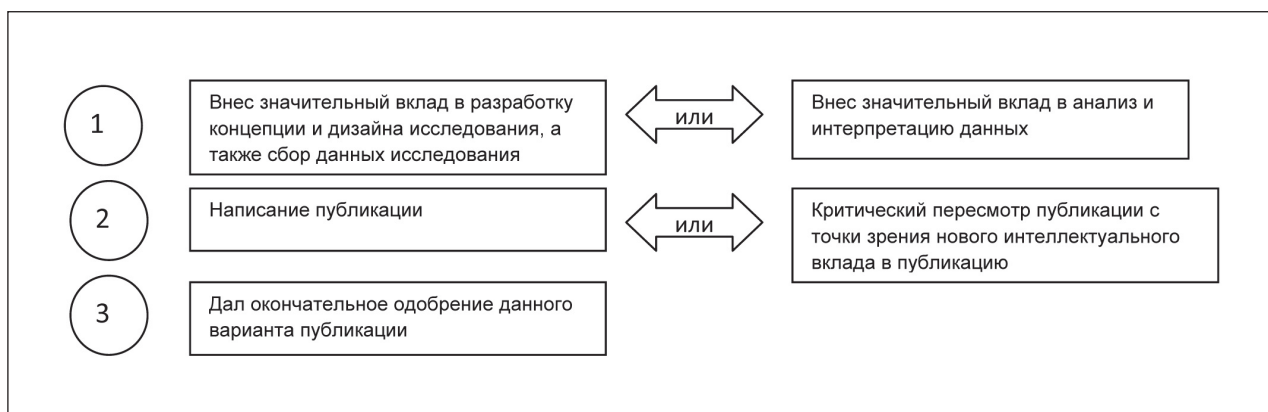 1
Внес значительный вклад в разработку
концепции и дизайна исследования, а
также сбор данных исследования
или
Внес значительный вклад в анализ и
интерпретацию данных
2
Написание публикации
или
Критический пересмотр публикации с
точки зрения нового интеллектуального
вклада в публикацию
3
Дал окончательное одобрение данного
варианта публикации